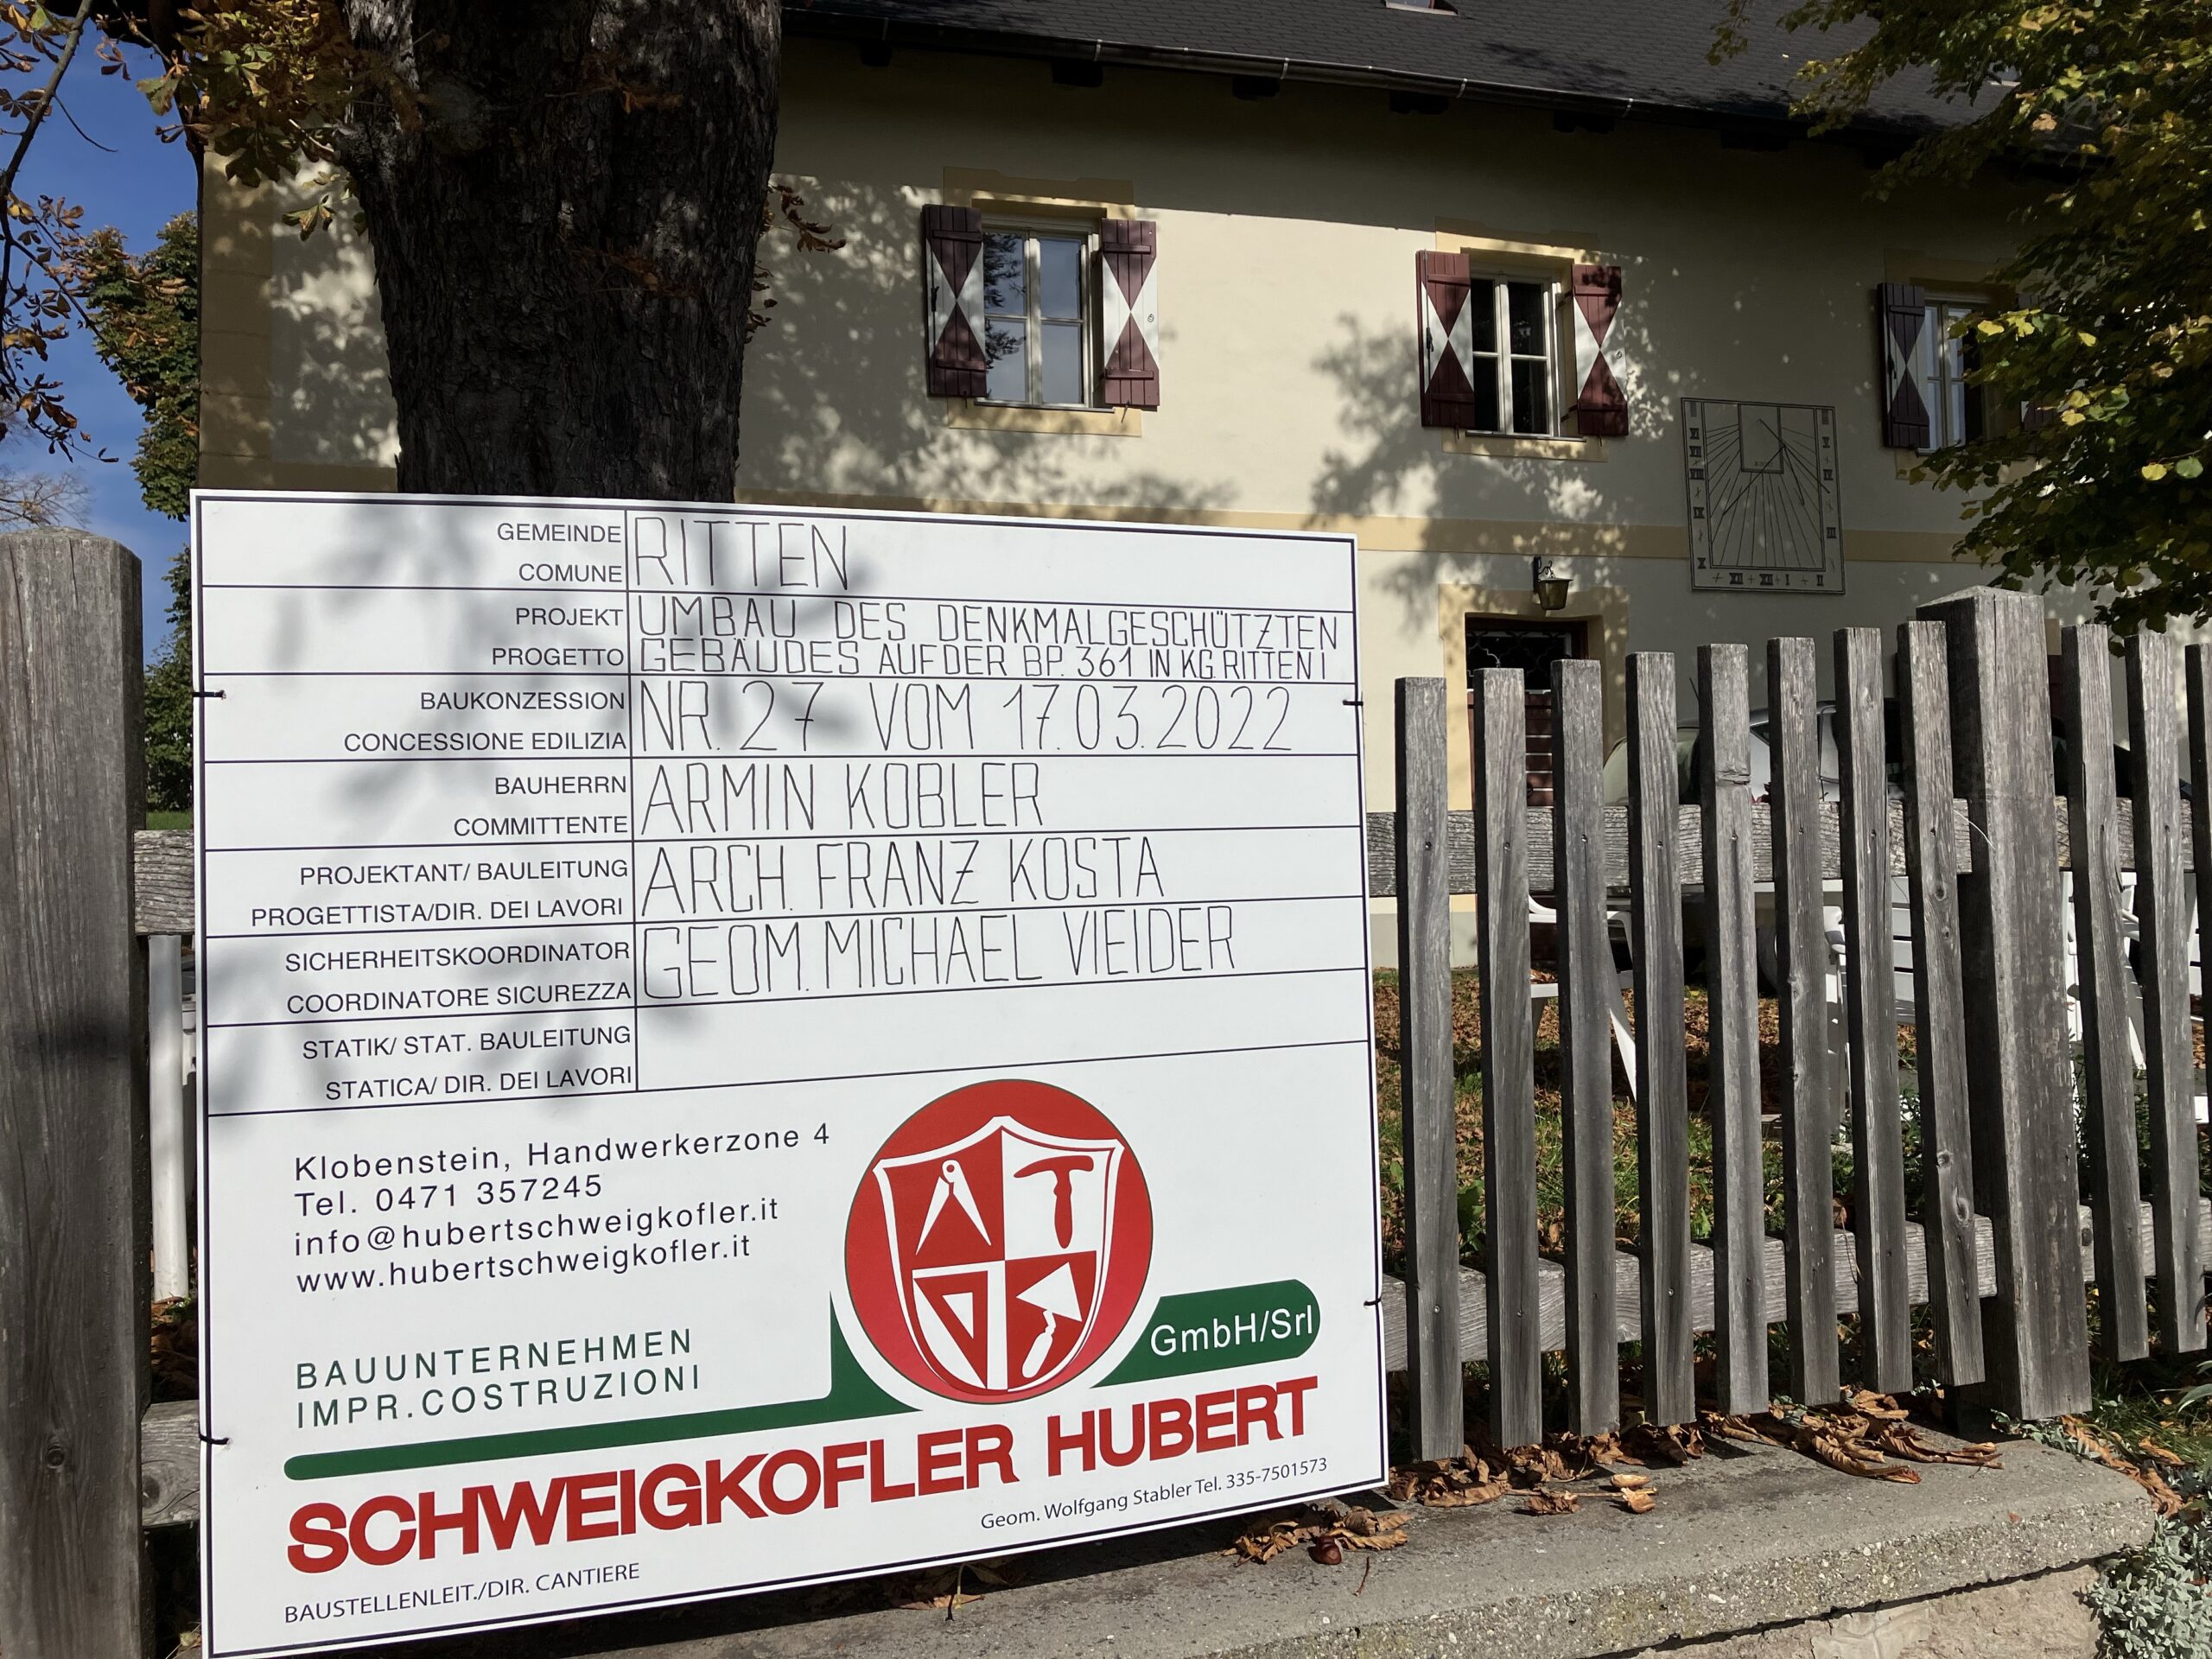 GEMEINDE
COMUNE
RITTEN
PROJEKT
PROGETTO
UMBAU DES DENKMALGESCHÜTZTEN
GEBÄUDES AUF DER BP. 361 IN KG. RITTEN I
BAUKONZESSION
CONCESSIONE EDILIZIA
NR. 27 VOM 17.03.2022
BAUHERRN
COMMITTENTE
ARMIN KOBLER
PROJEKTANT/ BAULEITUNG
PROGETTISTA/DIR. DEI LAVORI
ARCH. FRANZ KOSTA
SICHERHEITSKOORDINATOR
COORDINATORE SICUREZZA
GEOM. MICHAEL VIEIDER
STATIK/ STAT. BAULEITUNG
STATICA/ DIR. DEI LAVORI
Klobenstein, Handwerkerzone 4
Tel. 0471 357245
info@hubertschweigkofler.it
www.hubertschweigkofler.it
BAUUNTERNEHMEN
IMPR.COSTRUZIONI
GmbH/Srl
SCHWEIGKOFLER HUBERT
Geom. Wolfgang Stabler Tel. 335-7501573
BAUSTELLENLEIT./DIR. CANTIERE